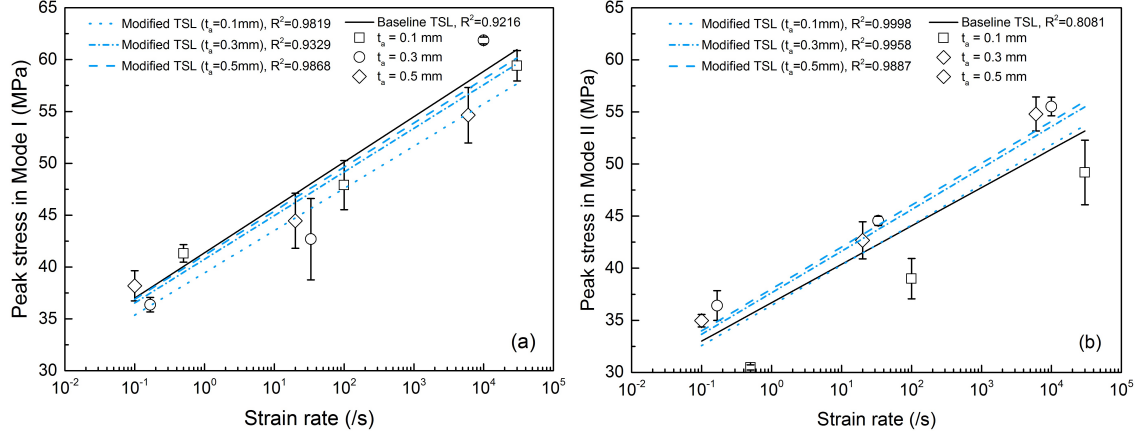 (a)
Modified TSL (tₐ=0.1mm), R²=0.9819
Modified TSL (tₐ=0.3mm), R²=0.9329
Modified TSL (tₐ=0.5mm), R²=0.9868
Baseline TSL, R²=0.9216
tₐ = 0.1 mm
tₐ = 0.3 mm
tₐ = 0.5 mm
Peak stress in Mode I (MPa)
65
60
55
50
45
40
35
30
10⁻²
10⁻¹
10⁰
10¹
10²
10³
10⁴
10⁵
Strain rate (/s)
(b)
Modified TSL (tₐ=0.1mm), R²=0.9998
Modified TSL (tₐ=0.3mm), R²=0.9958
Modified TSL (tₐ=0.5mm), R²=0.9887
Baseline TSL, R²=0.8081
tₐ = 0.1 mm
tₐ = 0.3 mm
tₐ = 0.5 mm
Peak stress in Mode II (MPa)
65
60
55
50
45
40
35
30
10⁻²
10⁻¹
10⁰
10¹
10²
10³
10⁴
10⁵
Strain rate (/s)